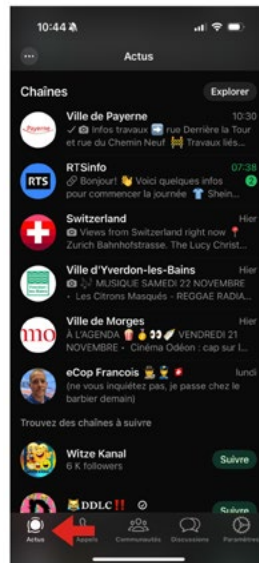 10:44
Actus
Chaînes
Explorer
Ville de Payerne
10:30
Infos travaux ➡️ rue Derrière la Tour
et rue du Chemin Neuf 🚧 Travaux liés...
Payerne
RTSinfo
07:38
Bonjour! 👋 Voici quelques infos
pour commencer la journée 👕 Shein...
2
RTS
Switzerland
Hier
Views from Switzerland right now 📍
Zurich Bahnhofstrasse. The Lucy Christ...
Ville d'Yverdon-les-Bains
Hier
MUSIQUE SAMEDI 22 NOVEMBRE
• Les Citrons Masqués - REGGAE RADIA...
Ville de Morges
Hier
À L'AGENDA VENDREDI 21
NOVEMBRE • Cinéma Odéon : cap sur l...
eCop Francois
lundi
(ne vous inquiétez pas, je passe chez le
barbier demain)
Trouvez des chaînes à suivre
Witze Kanal
6 K followers
Suivre
DDLC‼️
Suivre
Actus
Appels
Communautés
Discussions
Paramètres